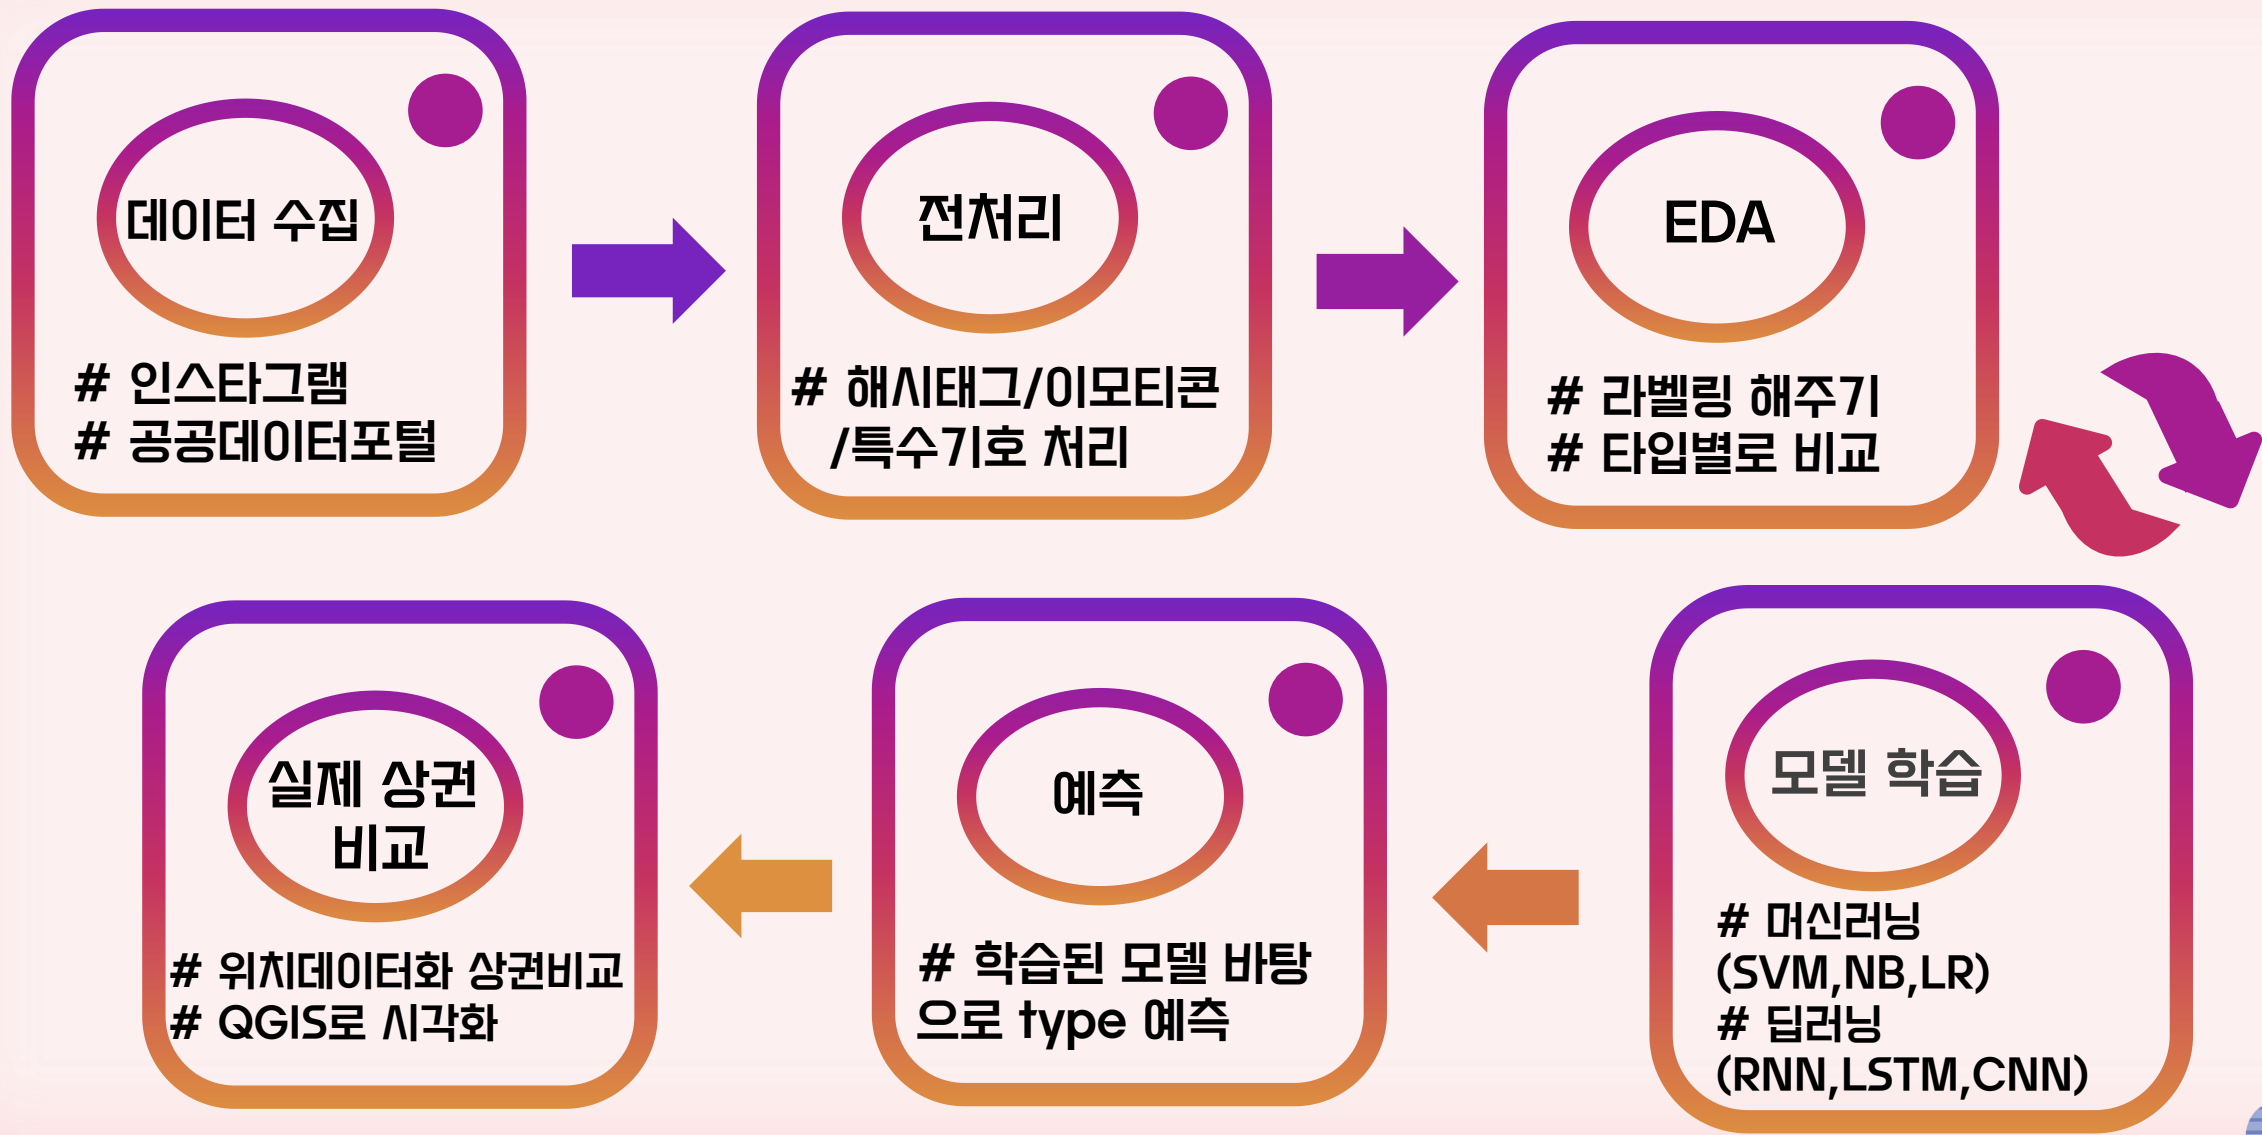 데이터 수집
# 인스타그램
# 공공데이터포털
전처리
# 해시태그/이모티콘
/특수기호 처리
EDA
# 라벨링 해주기
# 타입별로 비교
모델 학습
# 머신러닝
(SVM,NB,LR)
# 딥러닝
(RNN,LSTM,CNN)
예측
# 학습된 모델 바탕
으로 type 예측
실제 상권
비교
# 위치데이터화 상권비교
# QGIS로 시각화